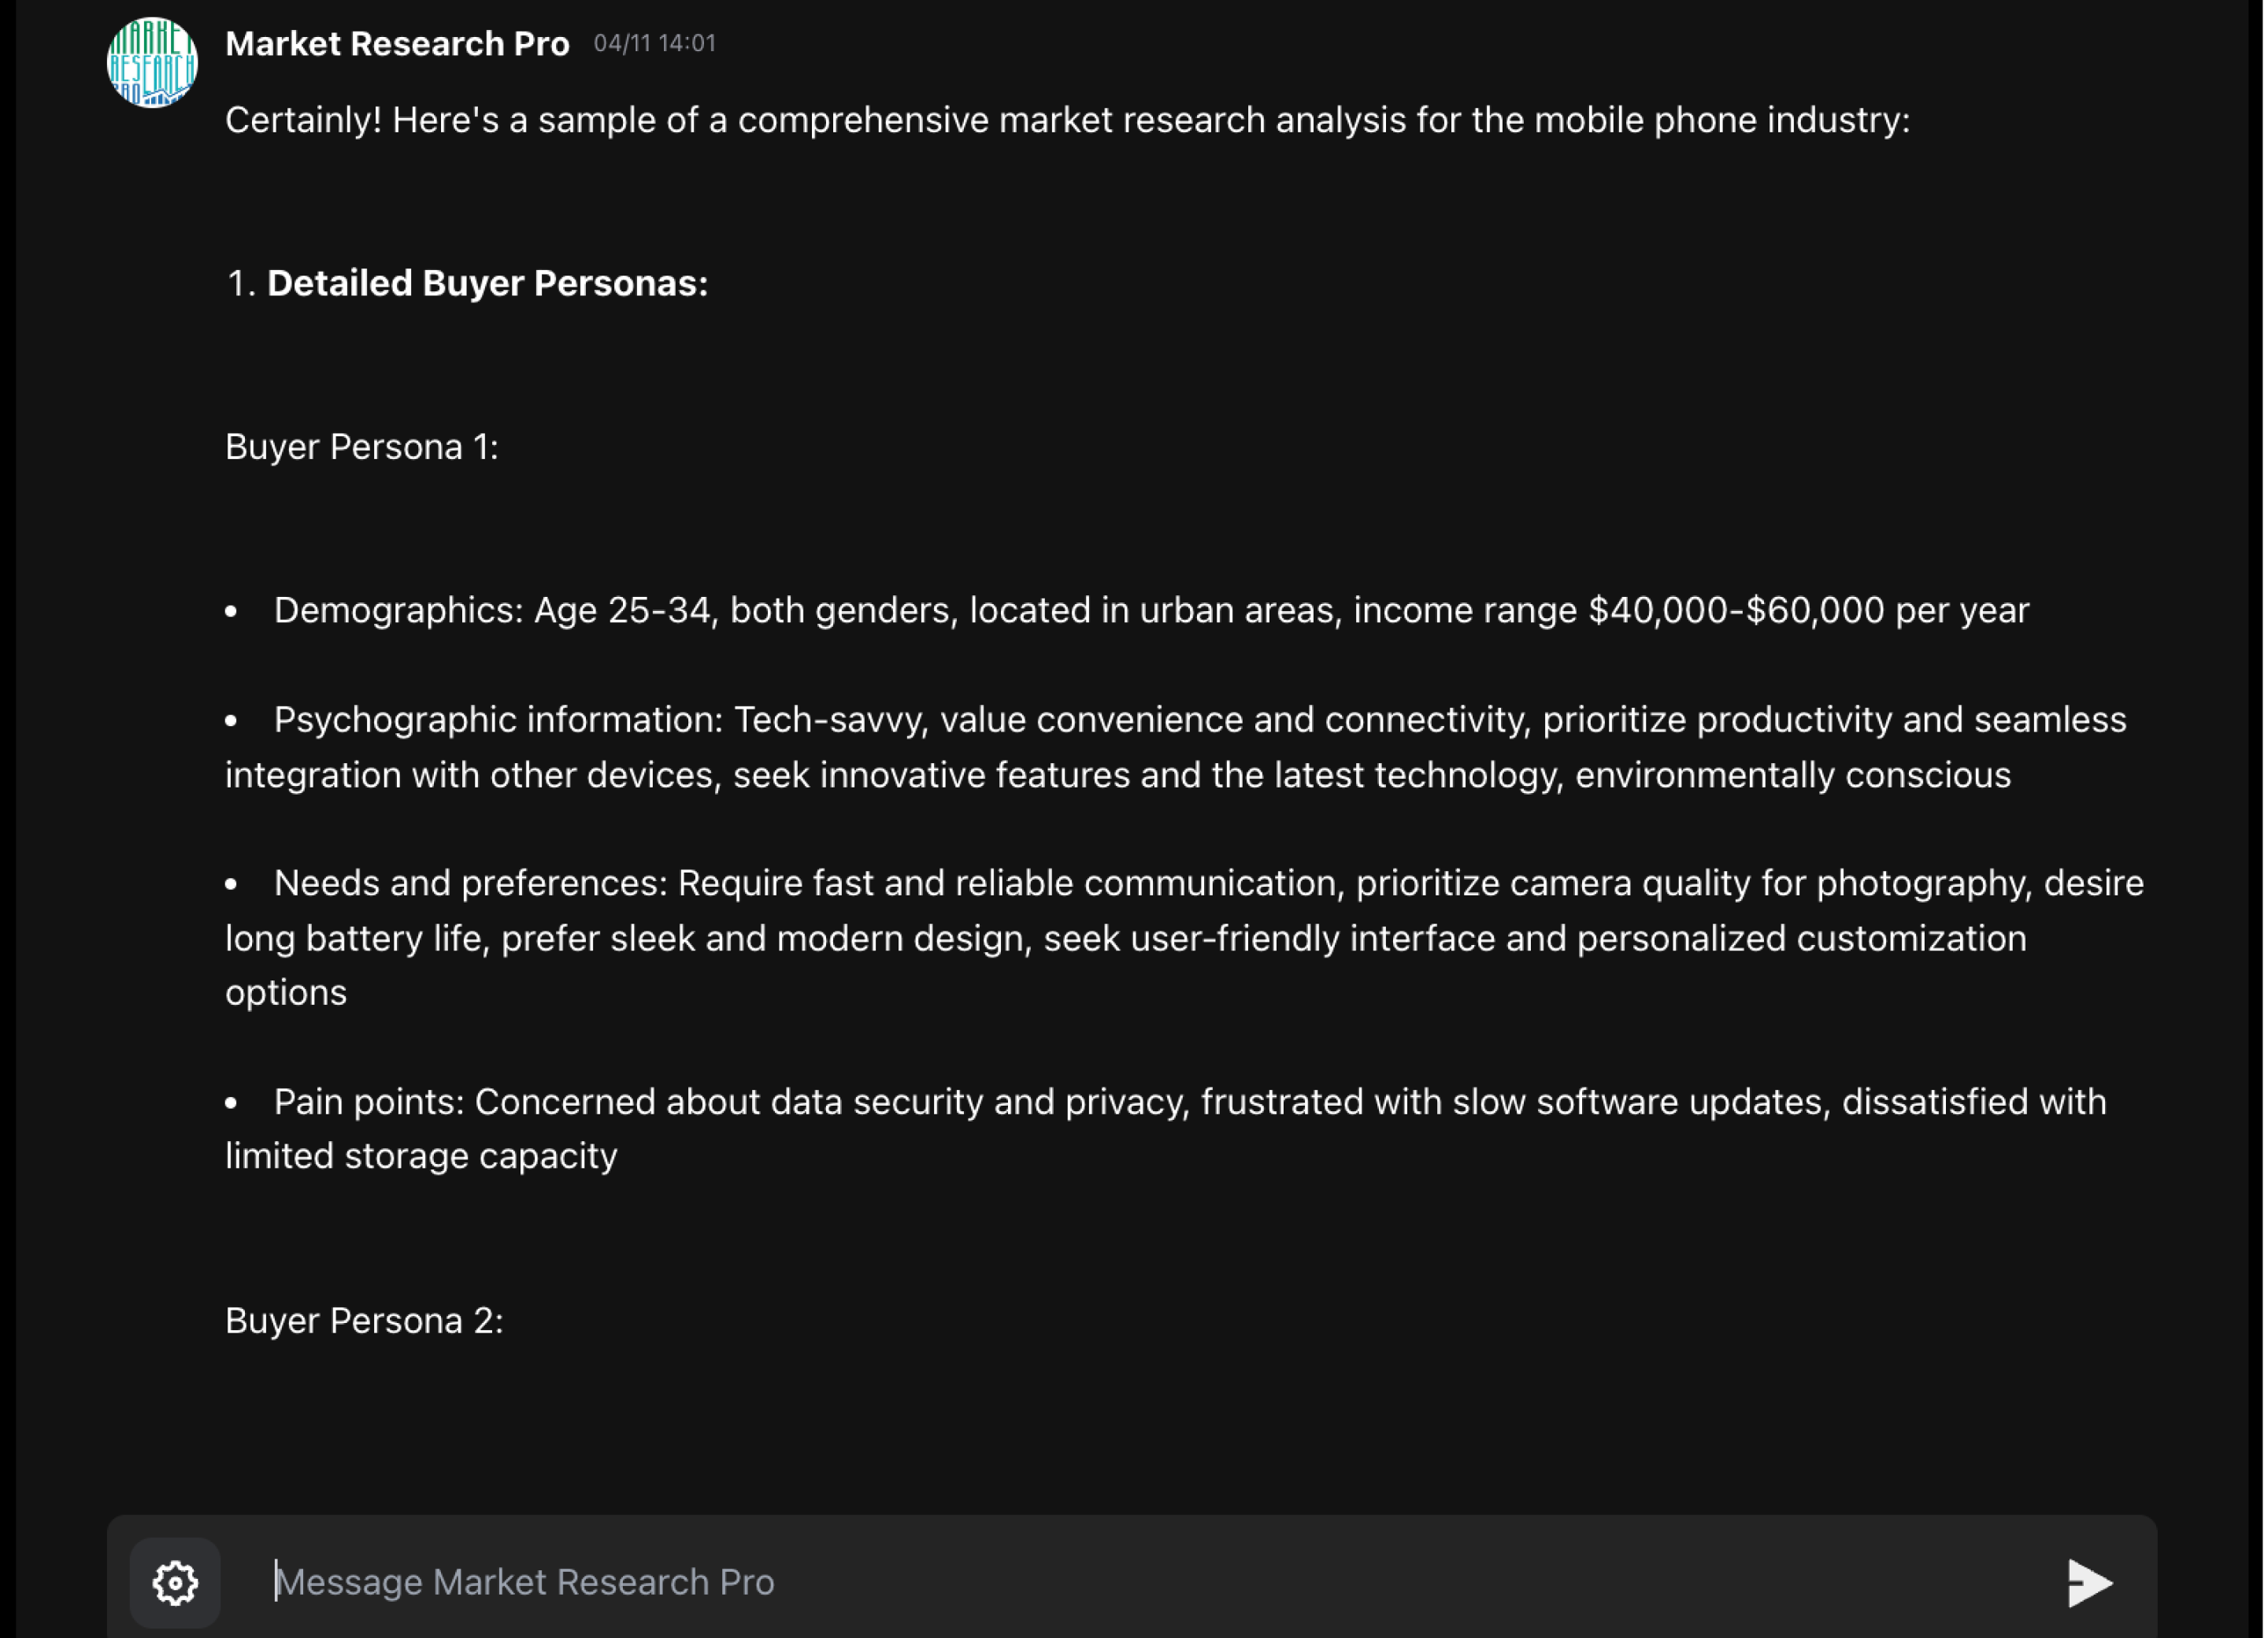 MARKET
RESEARCH
PRO
Market Research Pro 04/11 14:01
Certainly! Here's a sample of a comprehensive market research analysis for the mobile phone industry:
1. Detailed Buyer Personas:
Buyer Persona 1:
• Demographics: Age 25-34, both genders, located in urban areas, income range $40,000-$60,000 per year
• Psychographic information: Tech-savvy, value convenience and connectivity, prioritize productivity and seamless
integration with other devices, seek innovative features and the latest technology, environmentally conscious
• Needs and preferences: Require fast and reliable communication, prioritize camera quality for photography, desire
long battery life, prefer sleek and modern design, seek user-friendly interface and personalized customization
options
• Pain points: Concerned about data security and privacy, frustrated with slow software updates, dissatisfied with
limited storage capacity
Buyer Persona 2:
Message Market Research Pro